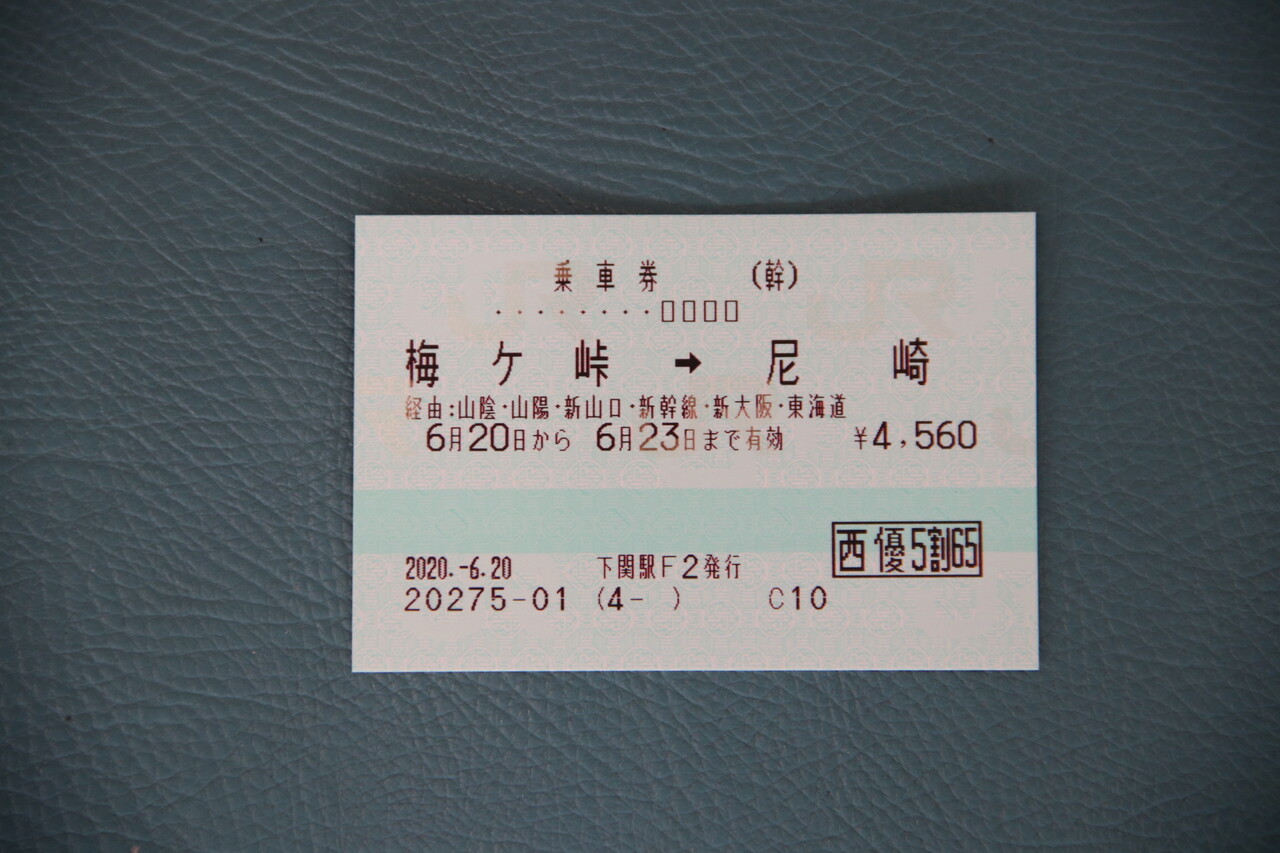 乗車券 (幹)
・・・・・・・・・□□□□
梅ケ峠 → 尼崎
経由:山陰・山陽・新山口・新幹線・新大阪・東海道
6月20日から 6月23日まで有効 ¥4,560
西優5割65
2020.-6.20 下関駅F2発行
20275-01 (4- ) C10